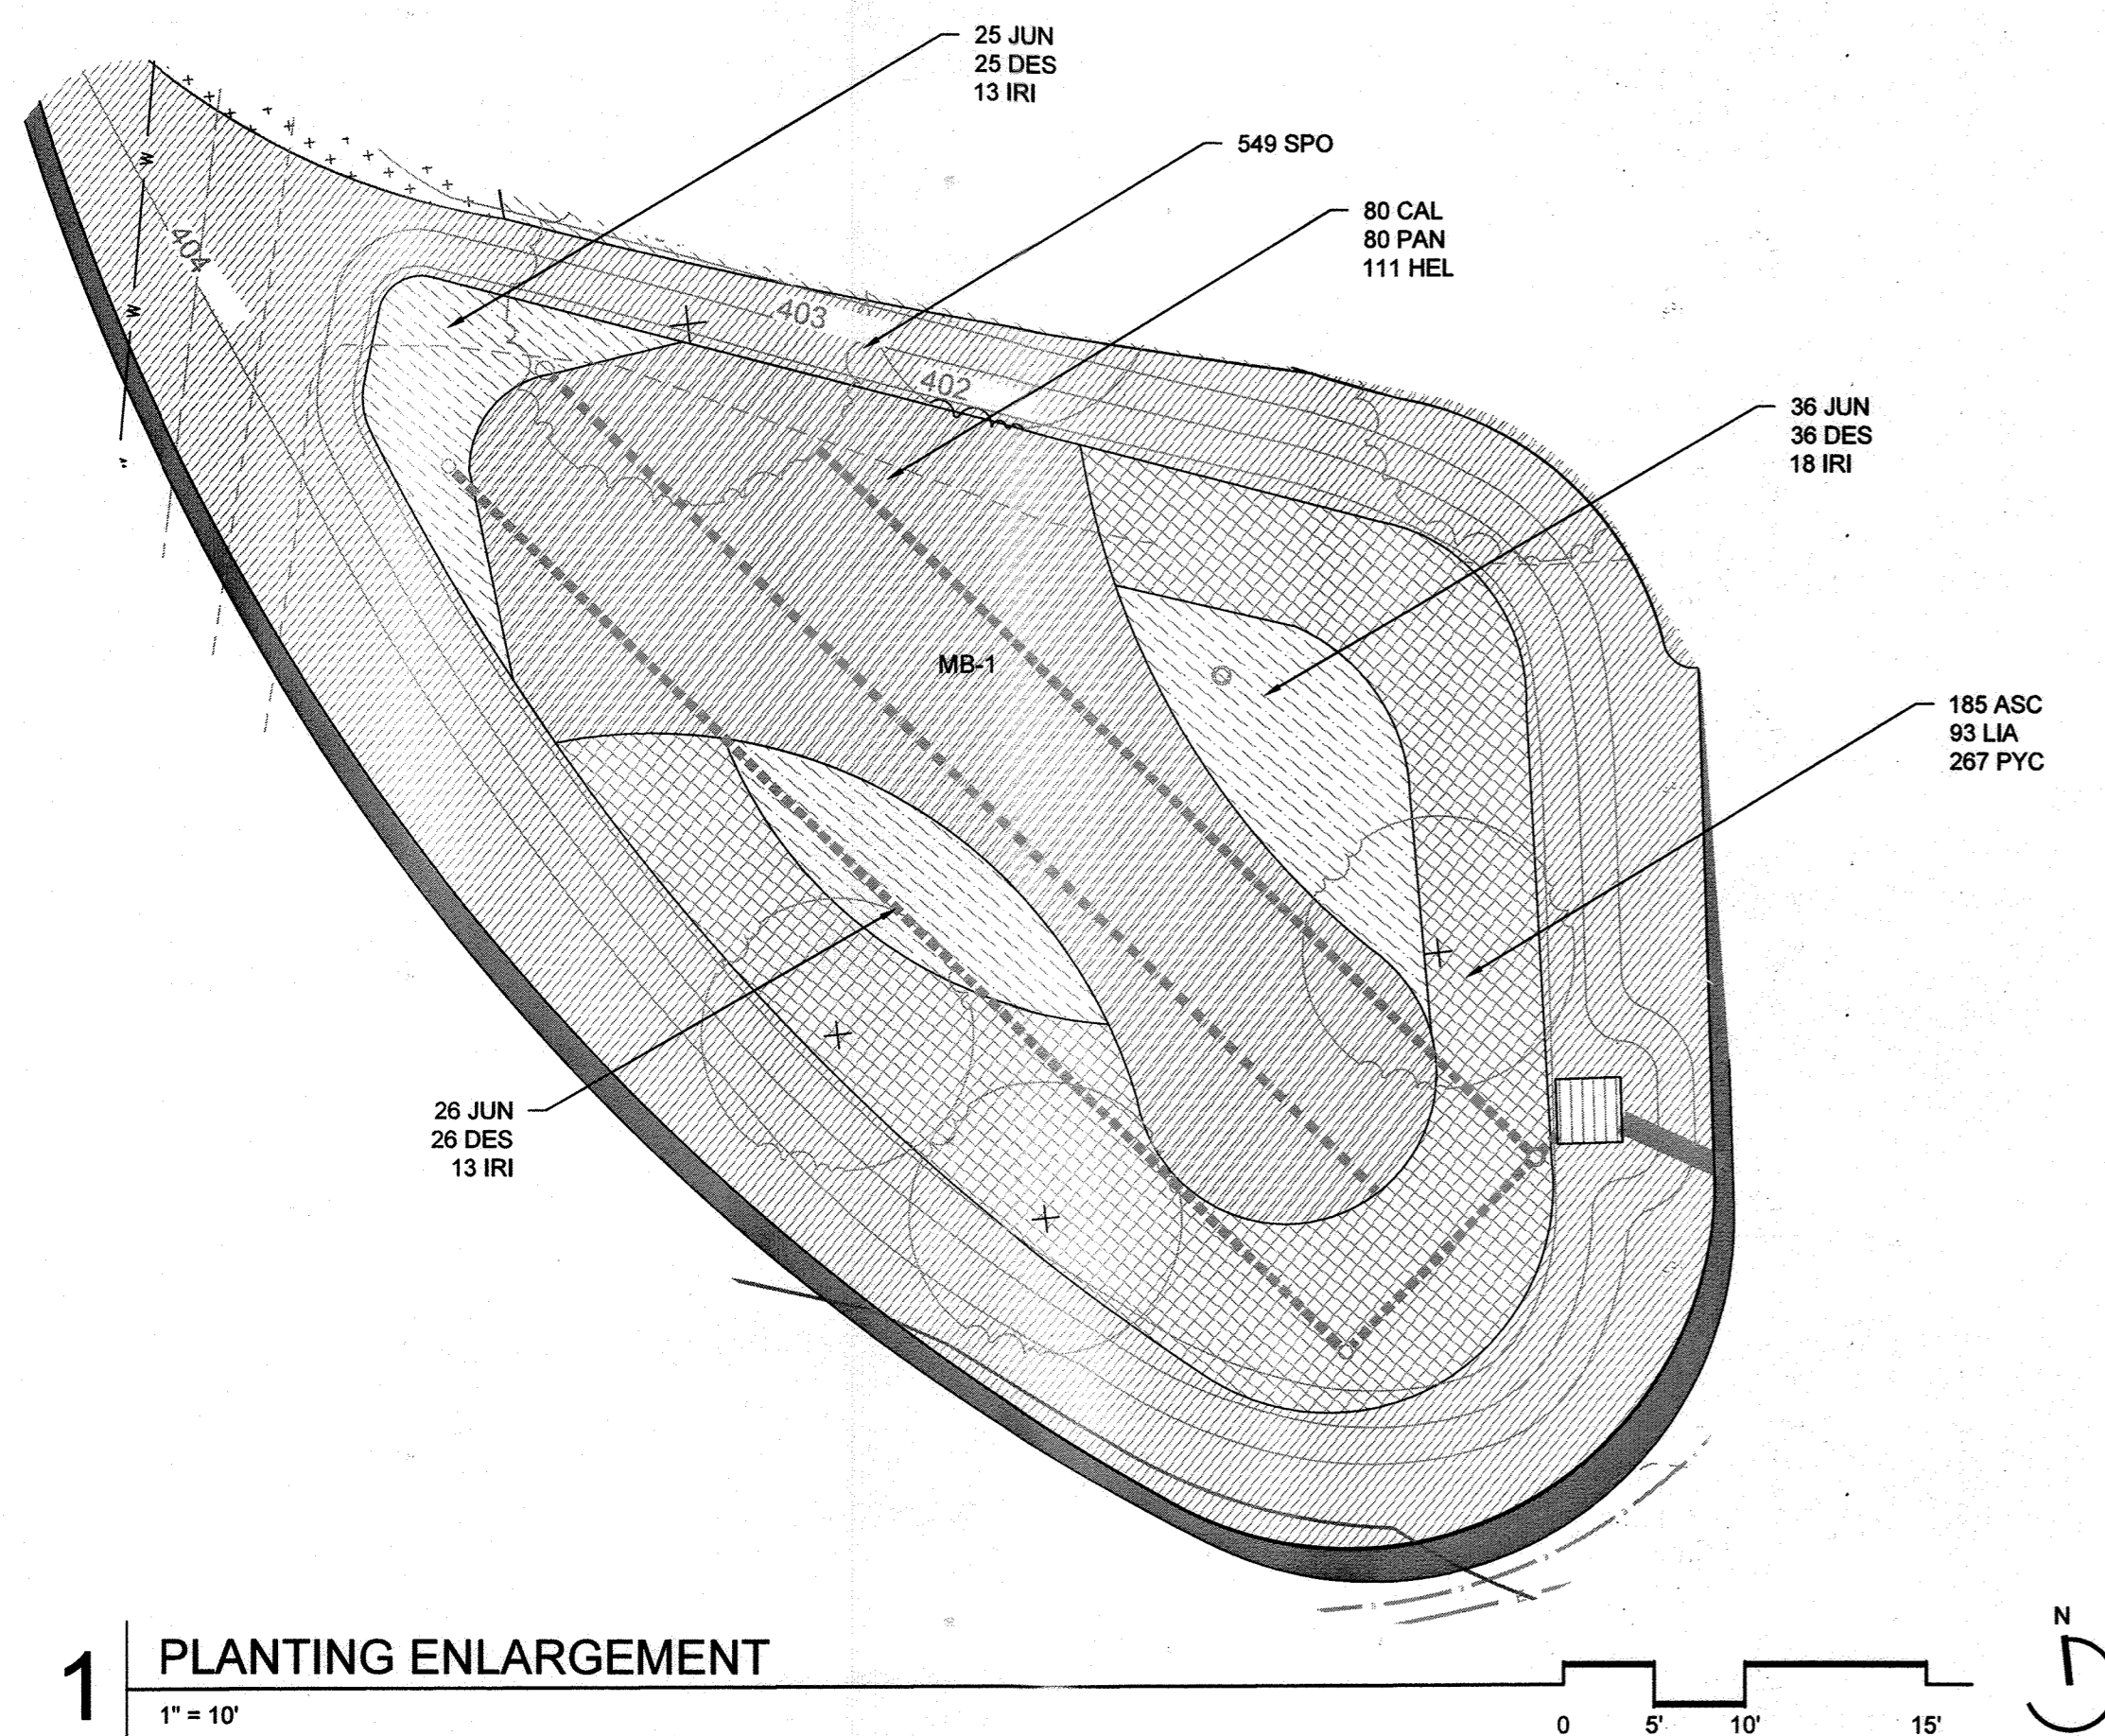 25 JUN
25 DES
13 IRI
549 SPO
80 CAL
80 PAN
111 HEL
W
404
W
403
402
36 JUN
36 DES
18 IRI
MB-1
185 ASC
93 LIA
267 PYC
26 JUN
26 DES
13 IRI
N
1
PLANTING ENLARGEMENT
1" = 10'
0 5' 10' 15'